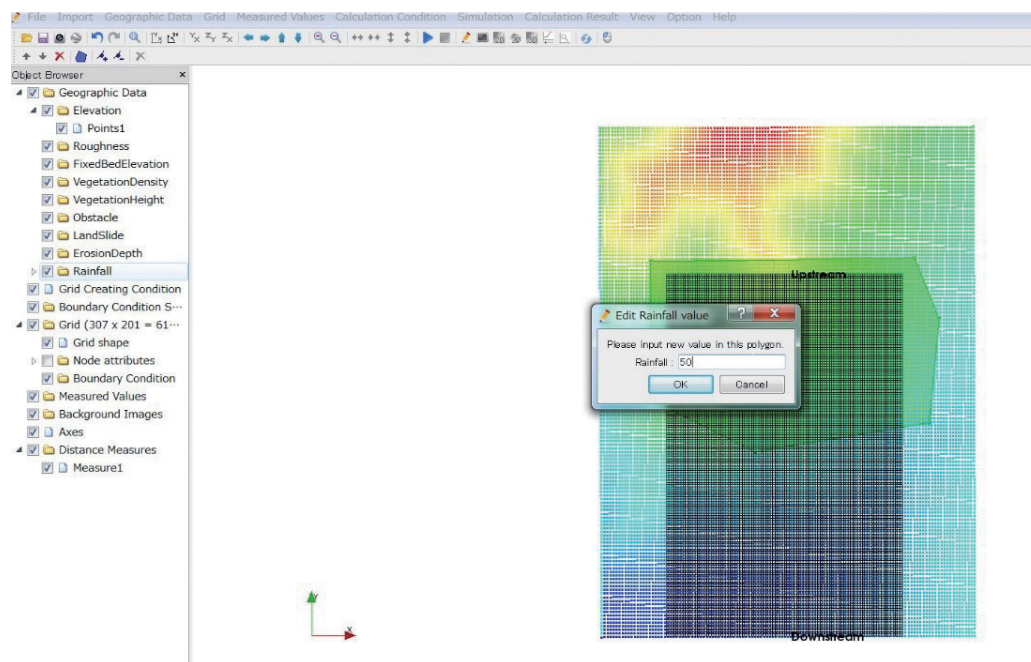 File Import Geographic Data Grid Measured Values Calculation Condition Simulation Calculation Result View Option Help
Object Browser
Geographic Data
Elevation
Points1
Roughness
FixedBedElevation
VegetationDensity
VegetationHeight
Obstacle
LandSlide
ErosionDepth
Rainfall
Grid Creating Condition
Boundary Condition S⋯
Grid (307 x 201 = 61⋯
Grid shape
Node attributes
Boundary Condition
Measured Values
Background Images
Axes
Distance Measures
Measure1
Upstream
Edit Rainfall value
Please input new value in this polygon.
Rainfall : 50
OK Cancel
Y
X
Downstream